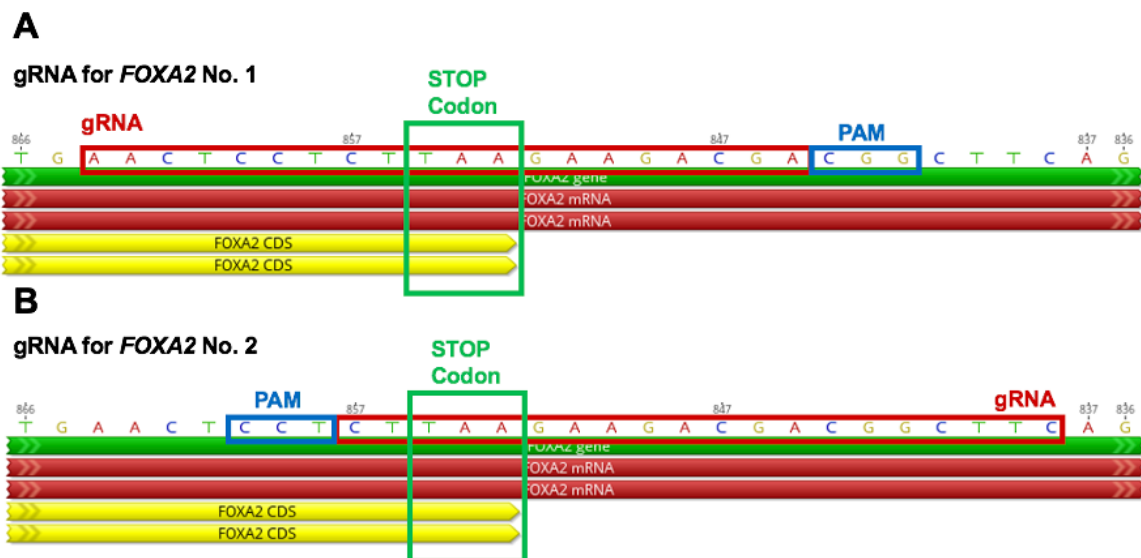 A
gRNA for FOXA2 No. 1
STOP
Codon
gRNA
PAM
866 857 847 837 836
T G A A C T C C T C T T A A G A A G A C G A C G G C T T C A G
FOXA2 gene
FOXA2 mRNA
FOXA2 mRNA
FOXA2 CDS
FOXA2 CDS
B
gRNA for FOXA2 No. 2
STOP
Codon
PAM
gRNA
866 857 847 837 836
T G A A C T C C T C T T A A G A A G A C G A C G G C T T C A G
FOXA2 gene
FOXA2 mRNA
FOXA2 mRNA
FOXA2 CDS
FOXA2 CDS